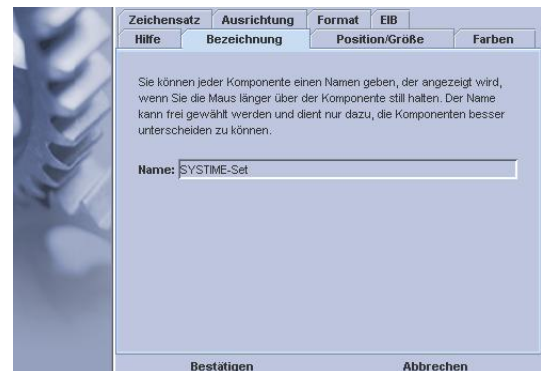 Zeichensatz Ausrichtung Format EIB
Hilfe Bezeichnung Position/Größe Farben
Sie können jeder Komponente einen Namen geben, der angezeigt wird,
wenn Sie die Maus länger über der Komponente still halten. Der Name
kann frei gewählt werden und dient nur dazu, die Komponenten besser
unterscheiden zu können.
Name: SYSTIME-Set
Bestätigen Abbrechen